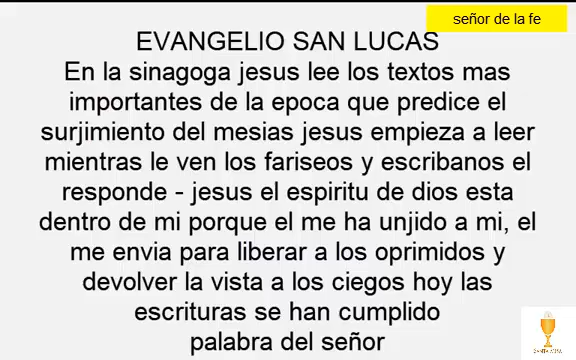 señor de la fe
EVANGELIO SAN LUCAS
En la sinagoga jesus lee los textos mas
importantes de la epoca que predice el
surjimiento del mesias jesus empieza a leer
mientras le ven los fariseos y escribanos el
responde - jesus el espiritu de dios esta
dentro de mi porque el me ha unjido a mi, el
me envia para liberar a los oprimidos y
devolver la vista a los ciegos hoy las
escrituras se han cumplido
palabra del señor